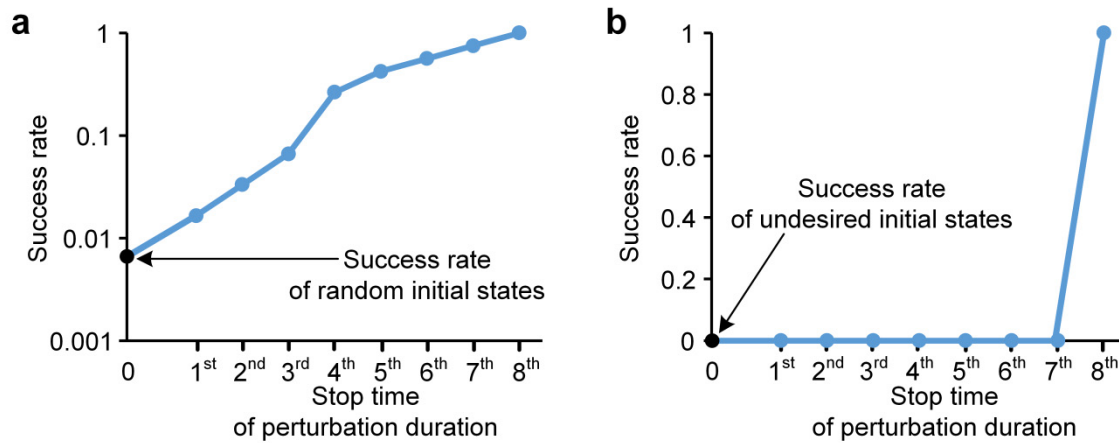 a
1
0.1
0.01
0.001
Success rate
Success rate
of random initial states
0 1st 2nd 3rd 4th 5th 6th 7th 8th
Stop time
of perturbation duration
b
1
0.8
0.6
0.4
0.2
0
Success rate
Success rate
of undesired initial states
0 1st 2nd 3rd 4th 5th 6th 7th 8th
Stop time
of perturbation duration